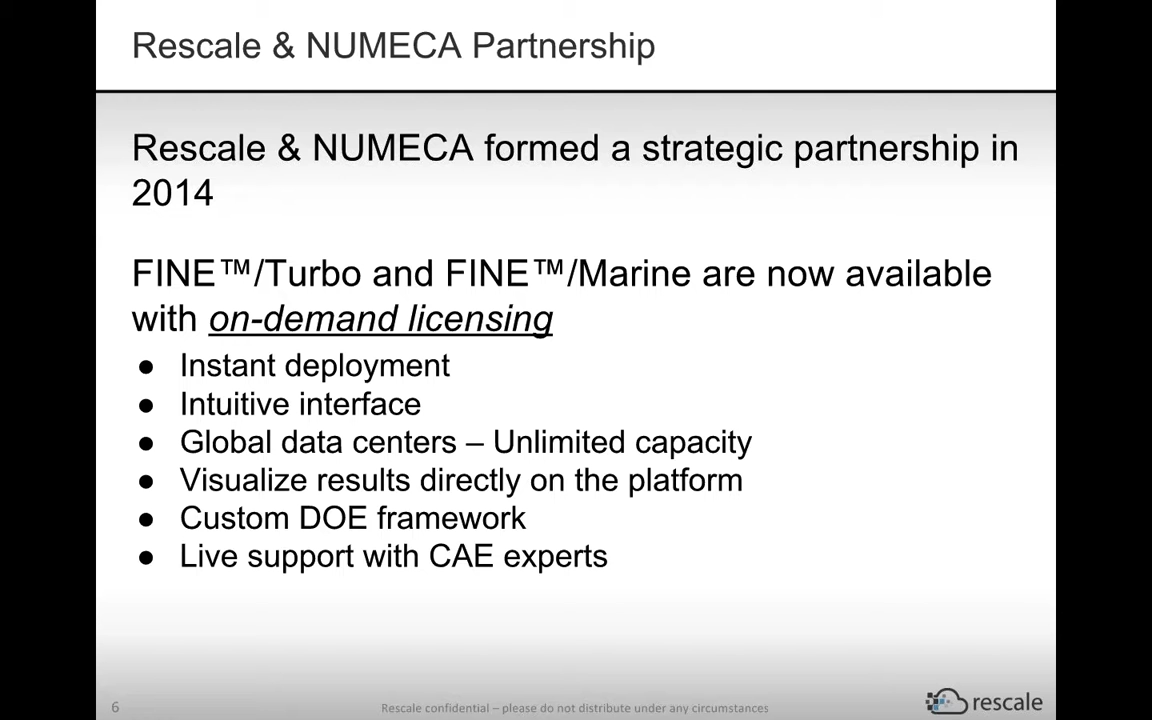 Rescale & NUMECA Partnership
Rescale & NUMECA formed a strategic partnership in
2014
FINE™/Turbo and FINE™/Marine are now available
with on-demand licensing
● Instant deployment
● Intuitive interface
● Global data centers – Unlimited capacity
● Visualize results directly on the platform
● Custom DOE framework
● Live support with CAE experts
6
Rescale confidential – please do not distribute under any circumstances
rescale